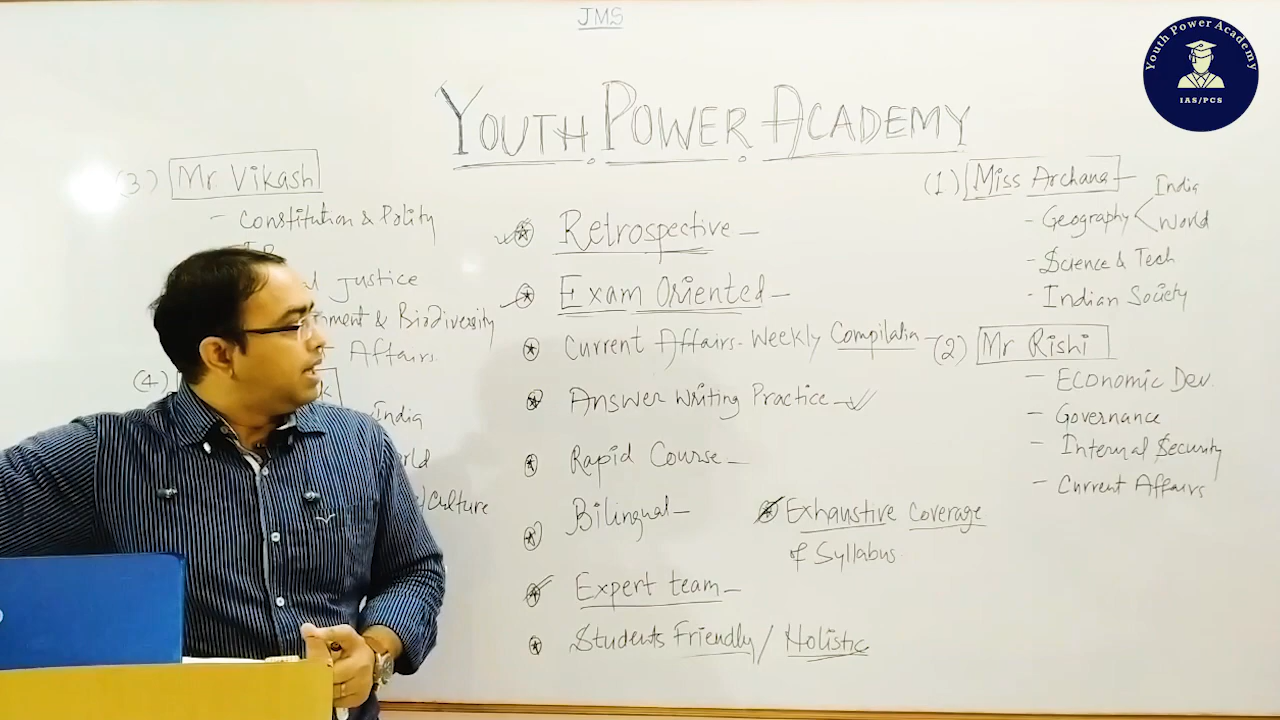 JMS
Youth Power Academy
IAS/PCS
YOUTH POWER ACADEMY
(3) Mr Vikash
- Constitution & Polity
Justice
& Biodiversity
- Affairs
(4)
India
Culture
Retrospective -
Exam Oriented -
Current Affairs - Weekly Compilation -
Answer Writing Practice -
Rapid Course -
Bilingual -
Expert team -
Students Friendly / Holistic
Exhaustive Coverage
of Syllabus
(1) Miss Archana -
India
- Geography
World
- Science & Tech
- Indian Society
(2) Mr Rishi
- Economic Dev.
- Governance
- Internal Security
- Current Affairs